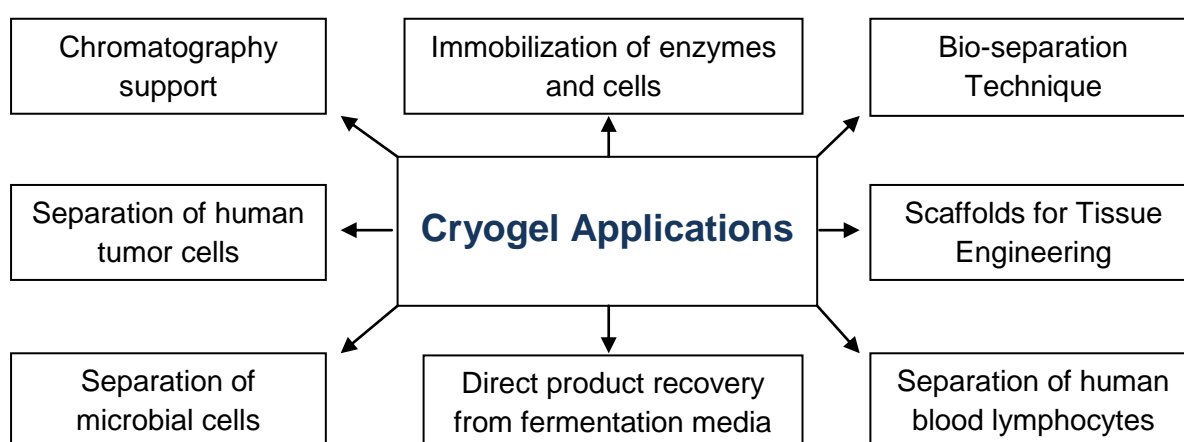 Chromatography
support
Immobilization of enzymes
and cells
Bio-separation
Technique
Separation of human
tumor cells
Cryogel Applications
Scaffolds for Tissue
Engineering
Separation of
microbial cells
Direct product recovery
from fermentation media
Separation of human
blood lymphocytes